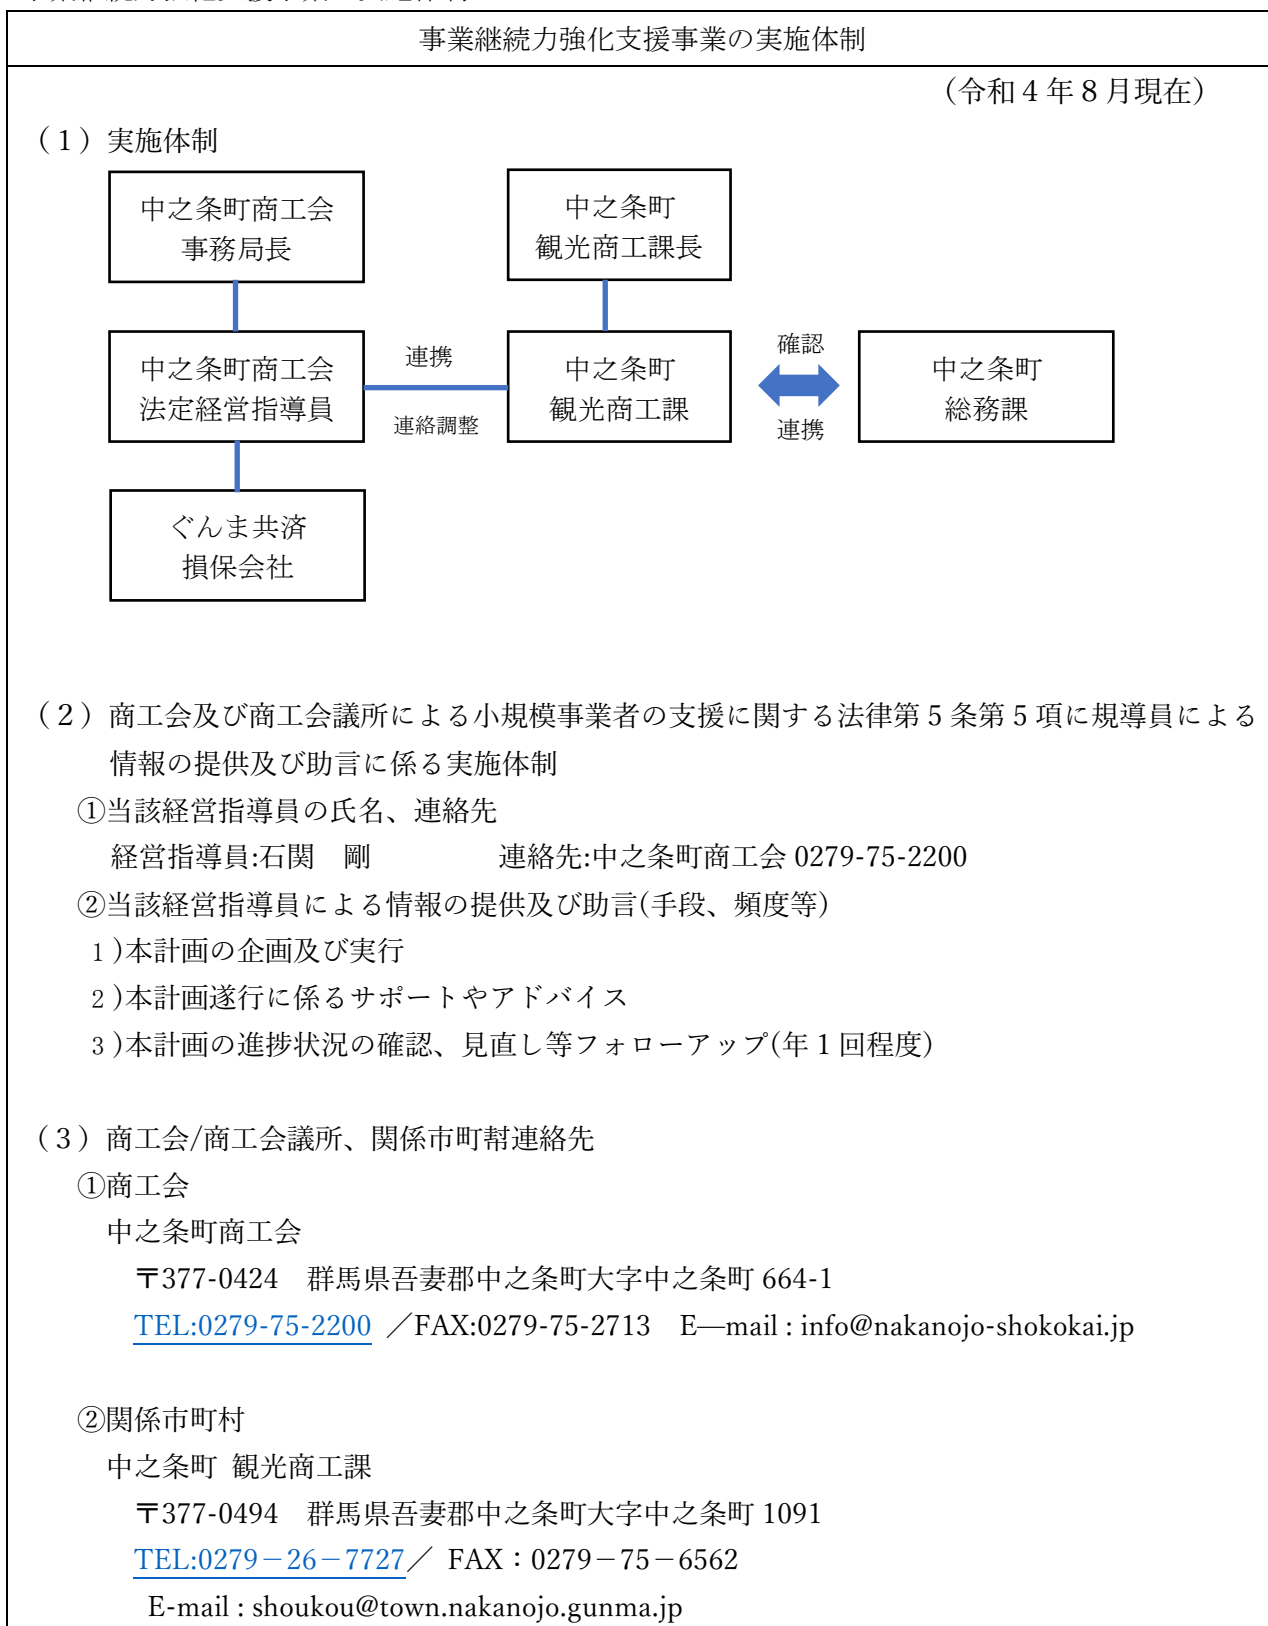 事業継続力強化支援事業の実施体制
（令和４年８月現在）
（１）実施体制
中之条町商工会
事務局長
中之条町
観光商工課長
中之条町商工会
法定経営指導員
連携
連絡調整
中之条町
観光商工課
確認
連携
中之条町
総務課
ぐんま共済
損保会社
（２）商工会及び商工会議所による小規模事業者の支援に関する法律第５条第５項に規導員による
情報の提供及び助言に係る実施体制
①当該経営指導員の氏名、連絡先
経営指導員:石関　剛　　　　連絡先:中之条町商工会 0279-75-2200
②当該経営指導員による情報の提供及び助言(手段、頻度等)
１)本計画の企画及び実行
２)本計画遂行に係るサポートやアドバイス
３)本計画の進捗状況の確認、見直し等フォローアップ(年１回程度)
（３）商工会/商工会議所、関係市町幇連絡先
①商工会
中之条町商工会
〒377-0424　群馬県吾妻郡中之条町大字中之条町 664-1
TEL:0279-75-2200 ／FAX:0279-75-2713　E—mail : info@nakanojo-shokokai.jp
②関係市町村
中之条町 観光商工課
〒377-0494　群馬県吾妻郡中之条町大字中之条町 1091
TEL:0279－26－7727／ FAX：0279－75－6562
E-mail : shoukou@town.nakanojo.gunma.jp